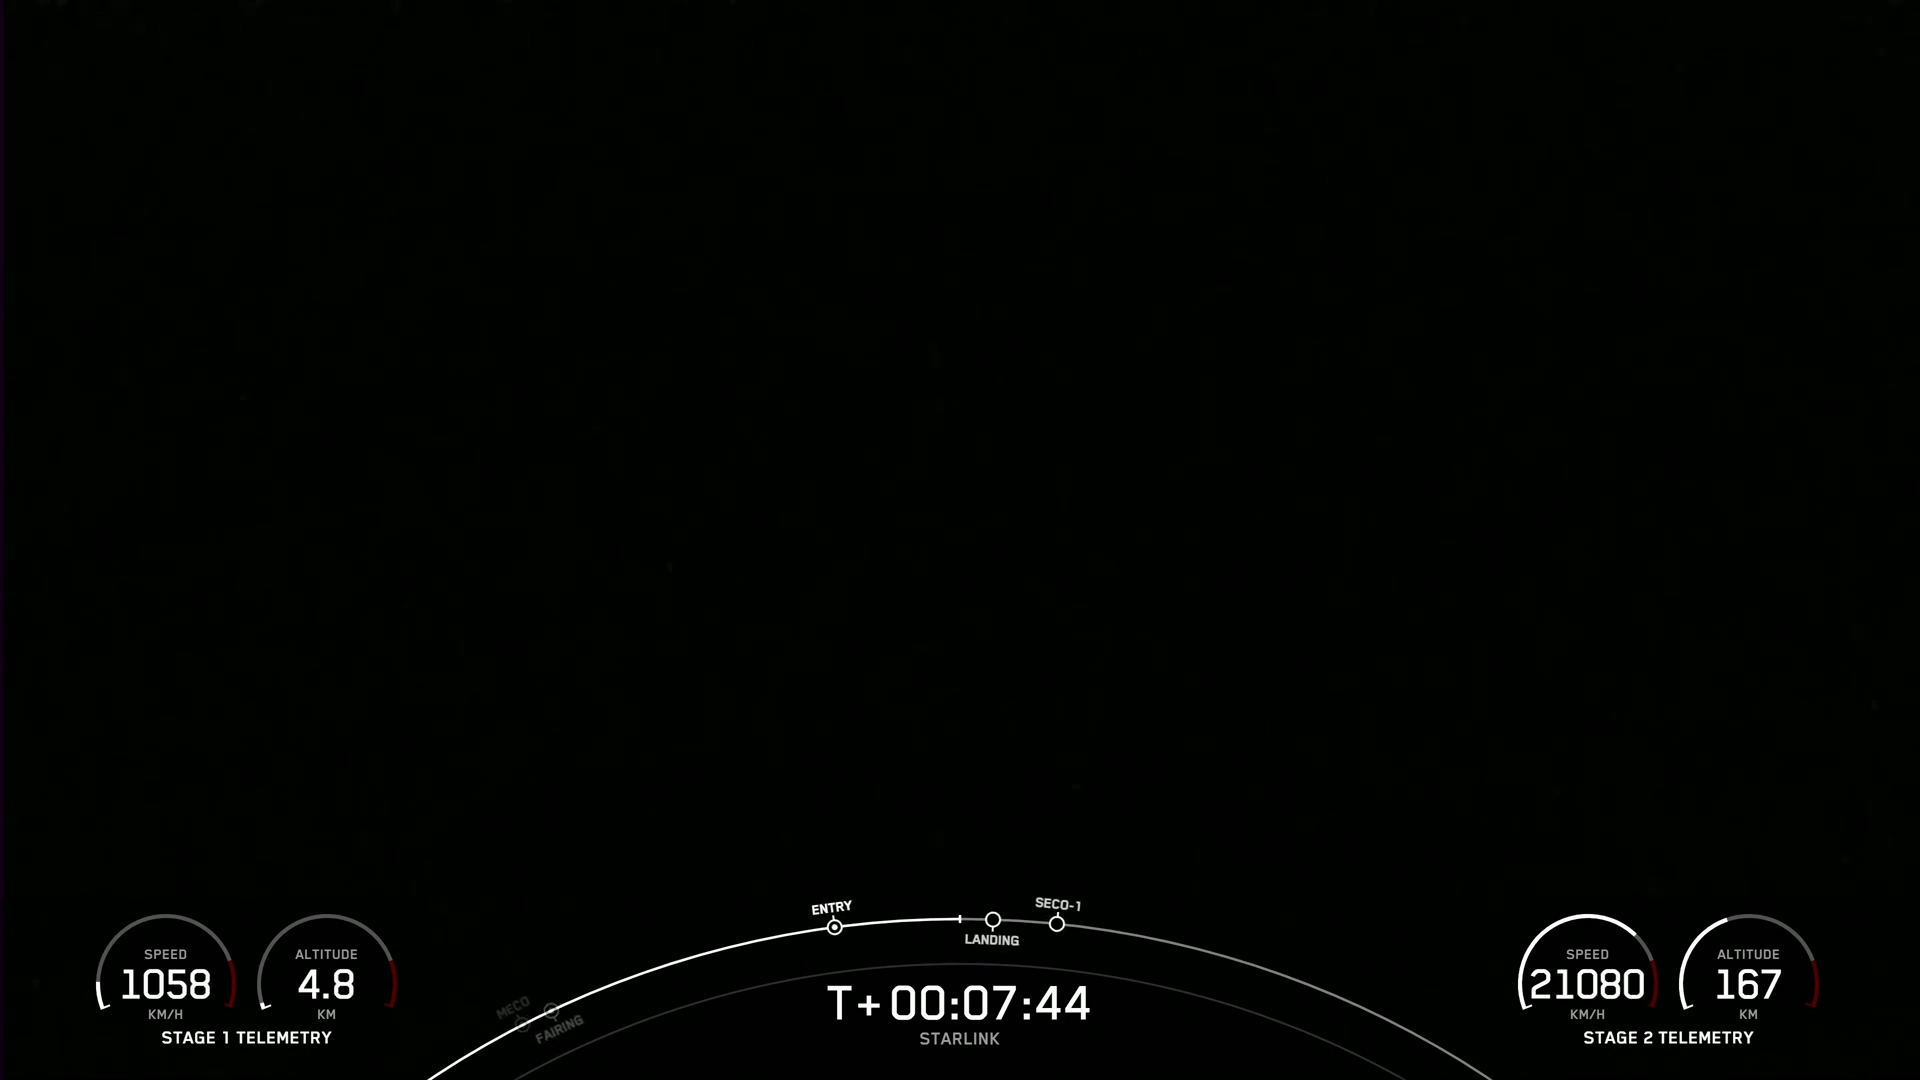 ENTRY
SECO-1
LANDING
MECO
FAIRING
SPEED
1058
KM/H
ALTITUDE
4.8
KM
STAGE 1 TELEMETRY
T+00:07:44
STARLINK
SPEED
21080
KM/H
ALTITUDE
167
KM
STAGE 2 TELEMETRY